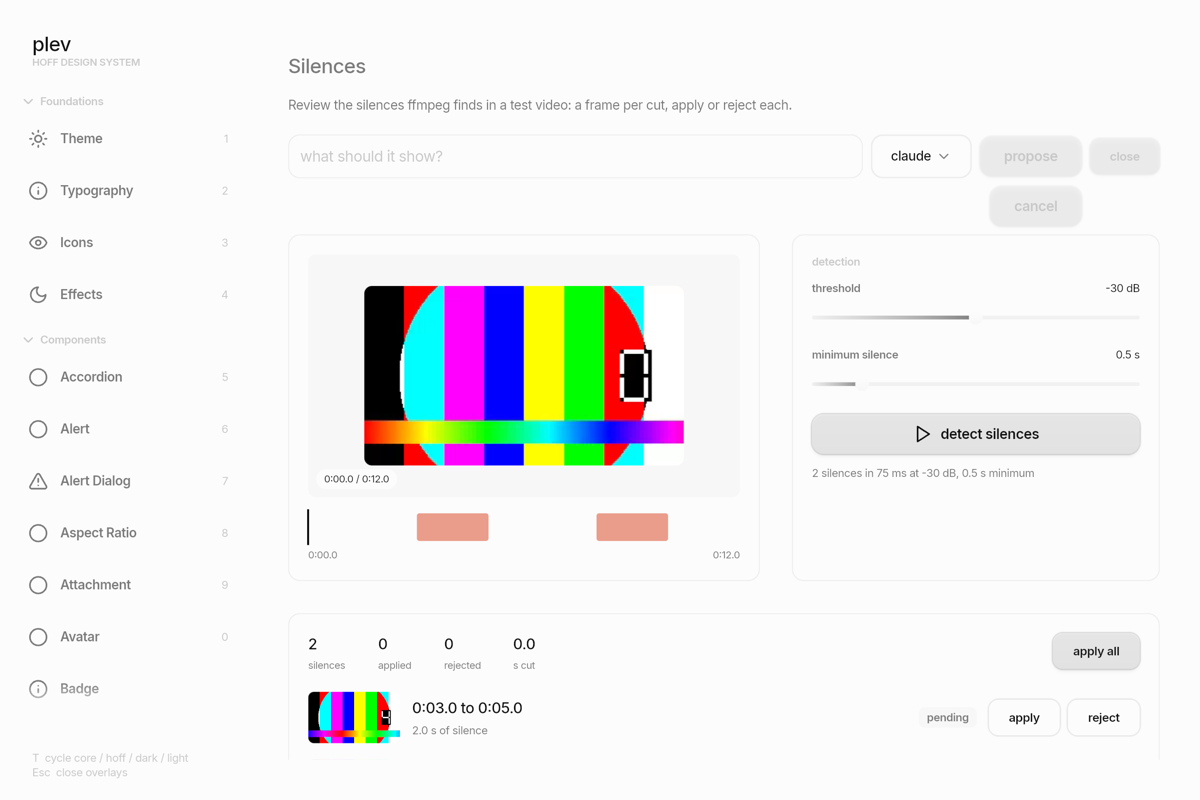 plev
HOFF DESIGN SYSTEM
Foundations
Theme 1
Typography 2
Icons 3
Effects 4
Components
Accordion 5
Alert 6
Alert Dialog 7
Aspect Ratio 8
Attachment 9
Avatar 0
Badge
T cycle core / hoff / dark / light
Esc close overlays
Silences
Review the silences ffmpeg finds in a test video: a frame per cut, apply or reject each.
what should it show?
claude
propose
close
cancel
0:00.0 / 0:12.0
0:00.0 0:12.0
detection
threshold -30 dB
minimum silence 0.5 s
detect silences
2 silences in 75 ms at -30 dB, 0.5 s minimum
2 0 0 0.0
silences applied rejected s cut
apply all
4
0:03.0 to 0:05.0
2.0 s of silence
pending
apply
reject